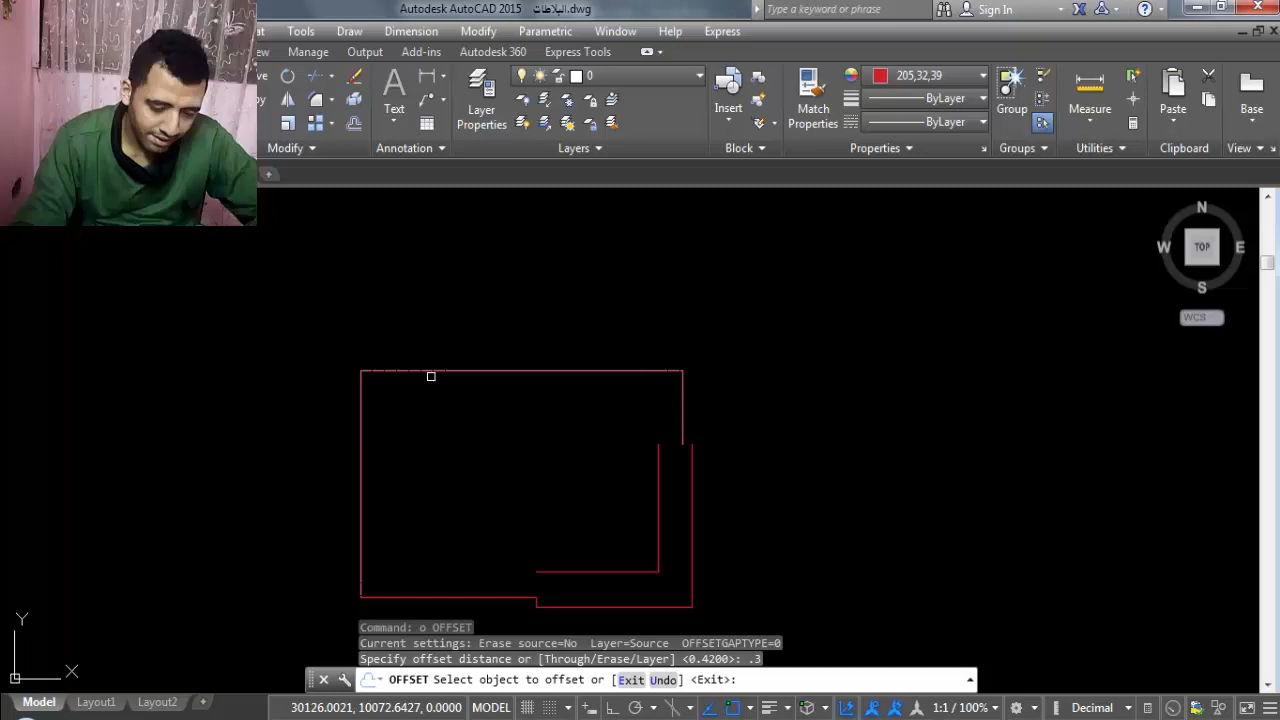 Autodesk AutoCAD 2015 البلاطات.dwg
Type a keyword or phrase
Sign In
at Tools Draw Dimension Modify Parametric Window Help Express
ew Manage Output Add-ins Autodesk 360 Express Tools
ve
py
Text
Layer
Properties
0
Insert
Match
Properties
205,32,39
ByLayer
ByLayer
Group
Measure
Paste
Base
Modify Annotation Layers Block Properties Groups Utilities Clipboard View
N
W TOP E
S
WCS
Y
X
Command: o OFFSET
Current settings: Erase source=No Layer=Source OFFSETGAPTYPE=0
Specify offset distance or [Through/Erase/Layer] <0.4200>: .3
OFFSET Select object to offset or [Exit Undo] <Exit>:
Model Layout1 Layout2 +
30126.0021, 10072.6427, 0.0000 MODEL
1:1 / 100%
Decimal